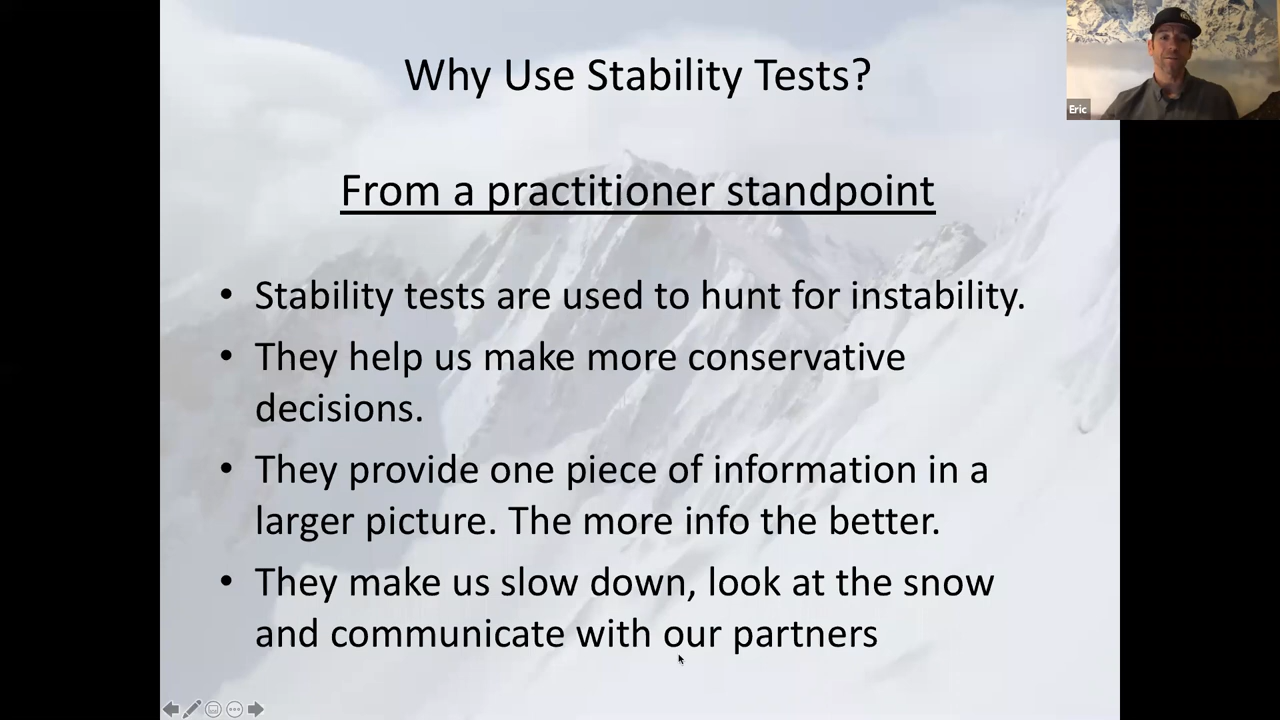 Why Use Stability Tests?
Eric
From a practitioner standpoint
• Stability tests are used to hunt for instability.
• They help us make more conservative
decisions.
• They provide one piece of information in a
larger picture. The more info the better.
• They make us slow down, look at the snow
and communicate with our partners